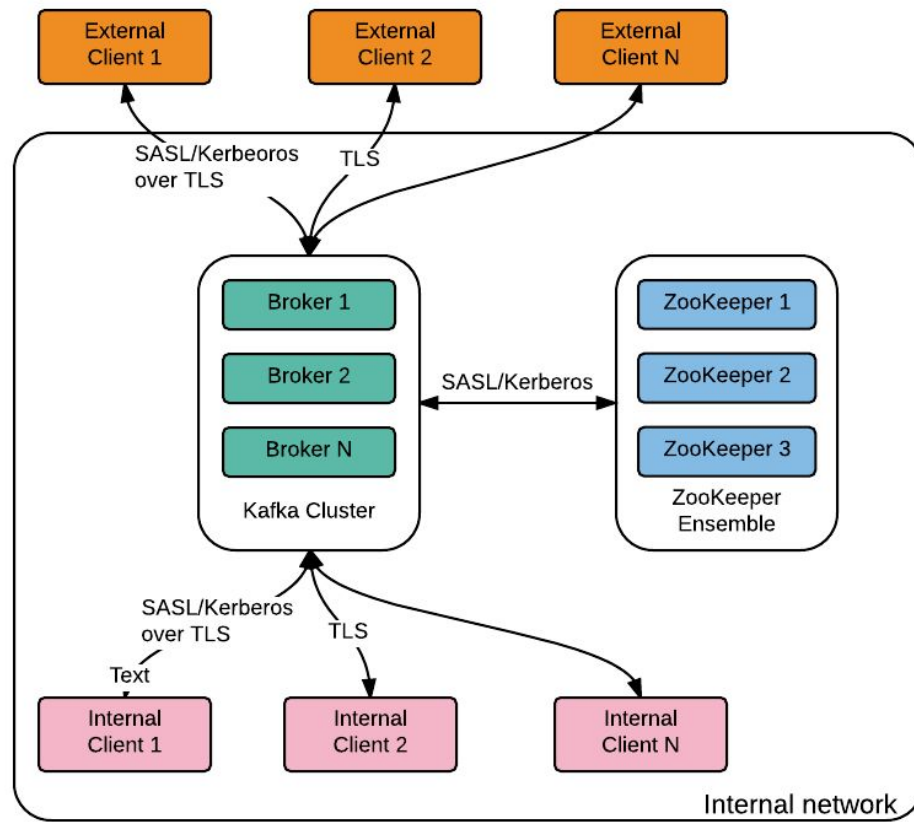 External
Client 1
External
Client 2
External
Client N
SASL/Kerbeoros
over TLS
TLS
Broker 1
Broker 2
Broker N
Kafka Cluster
SASL/Kerberos
ZooKeeper 1
ZooKeeper 2
ZooKeeper 3
ZooKeeper
Ensemble
SASL/Kerberos
over TLS
TLS
Text
Internal
Client 1
Internal
Client 2
Internal
Client N
Internal network